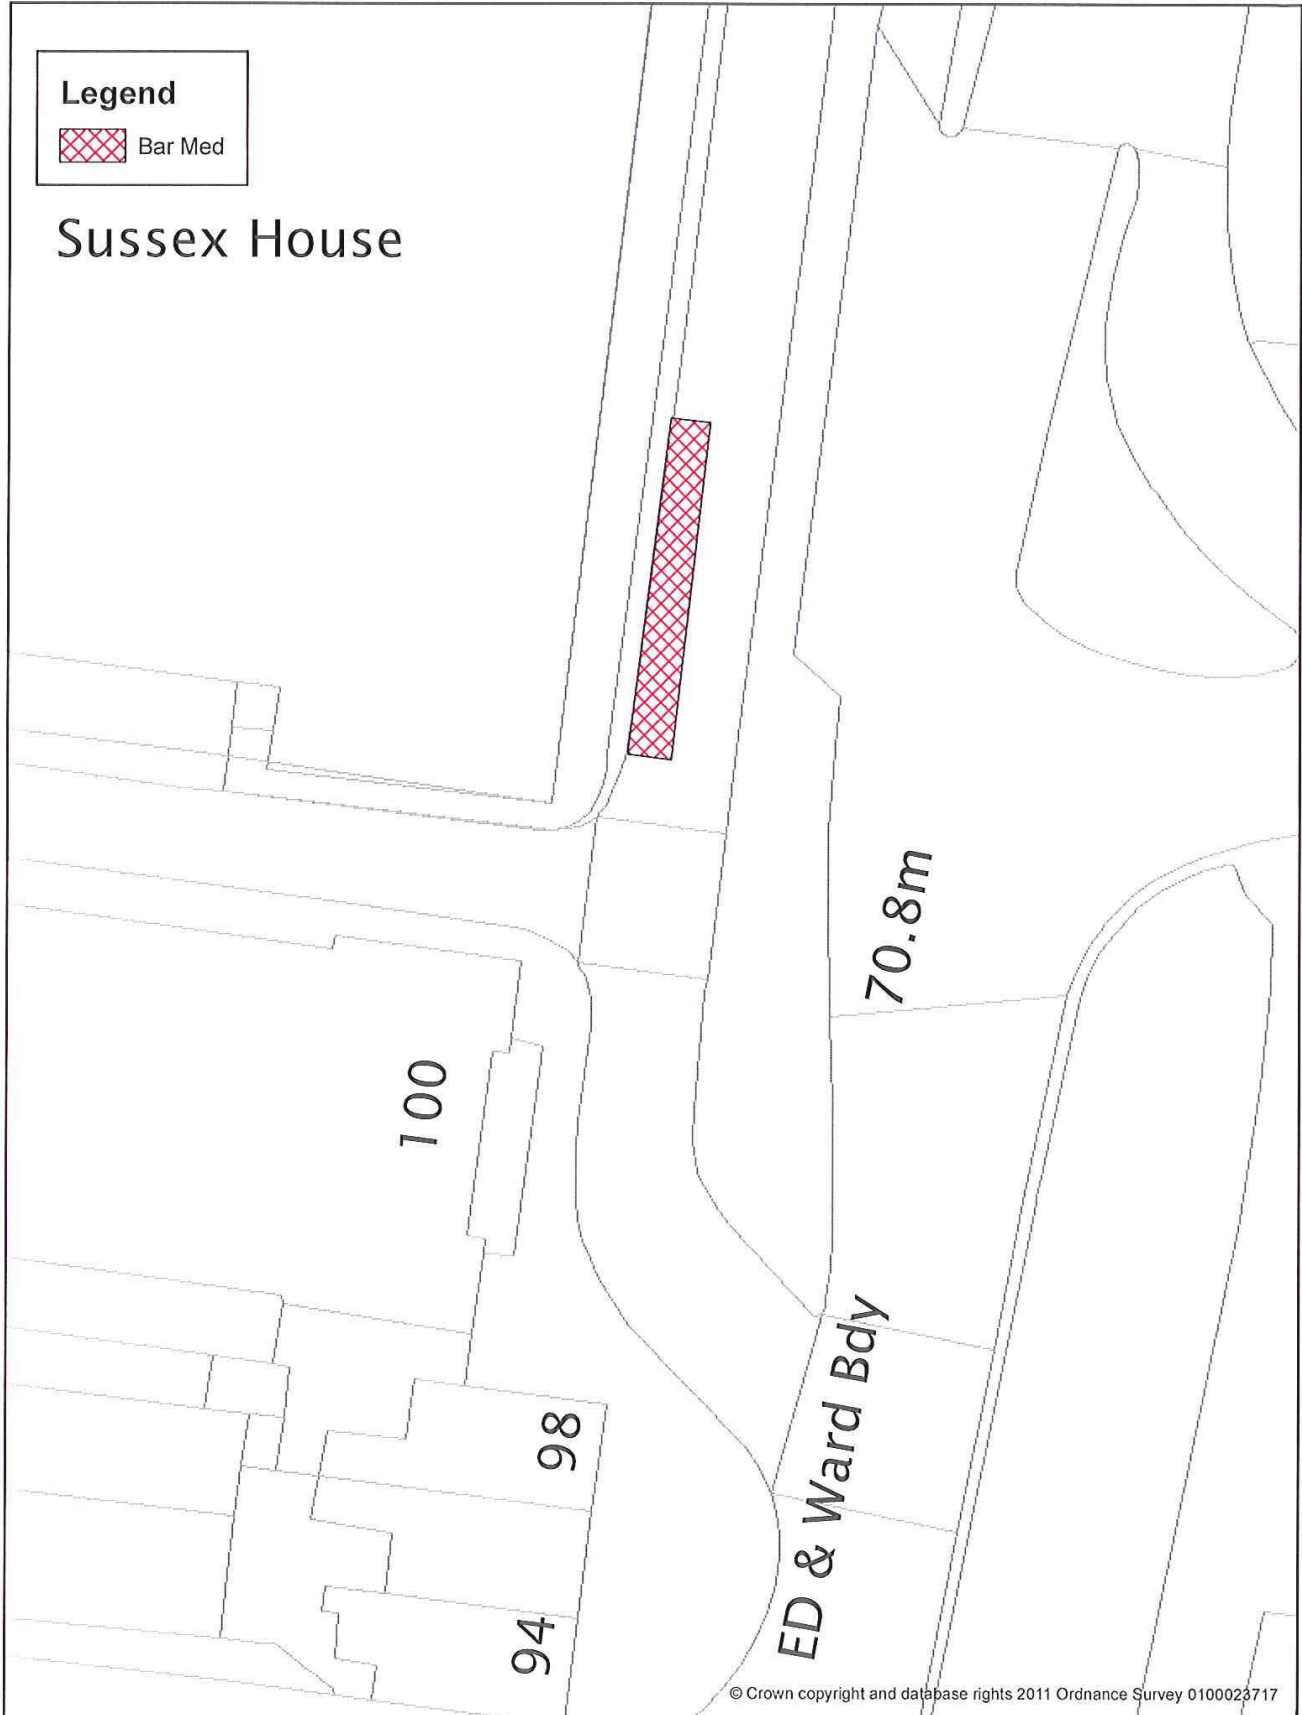 Legend
Bar Med
Sussex House
70.8m
100
ED & Ward Bdy
98
94
© Crown copyright and database rights 2011 Ordnance Survey 0100023717